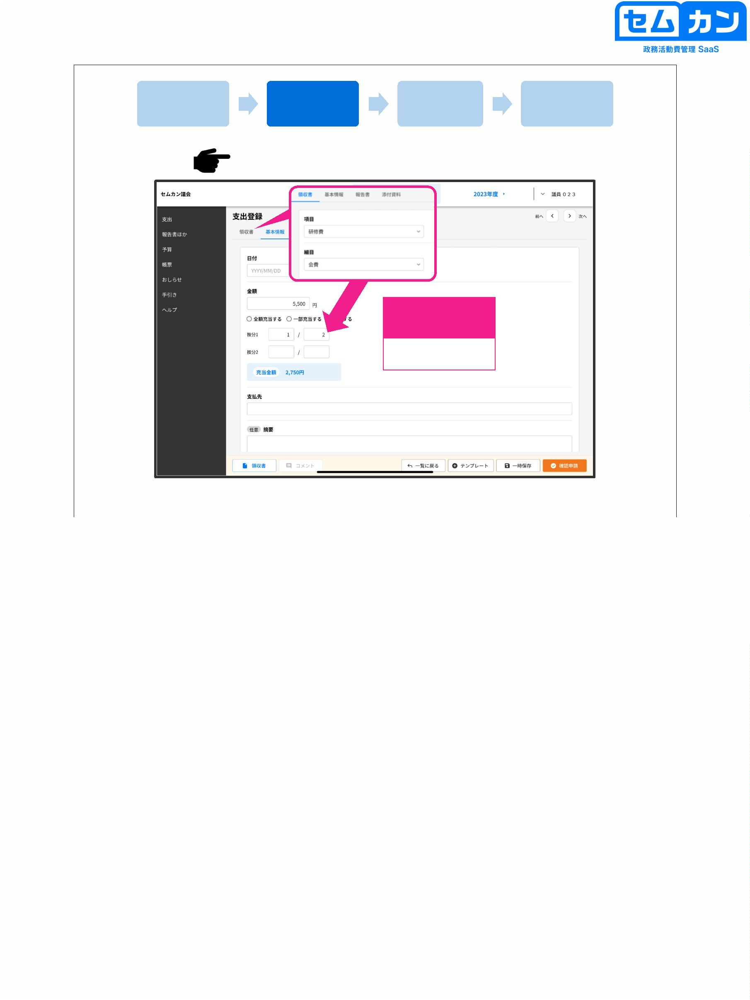 セムカン
政務活動費管理 SaaS
セムカン議会
領収書 基本情報 報告書 添付資料
2023年度
議員 0 2 3
支出
報告書ほか
予算
帳票
おしらせ
手引き
ヘルプ
支出登録
前へ 次へ
領収書 基本情報
項目
研修費
細目
会費
日付
YYYY/MM/DD
金額
5,500 円
全額充当する 一部充当する する
按分1 1 / 2
按分2 /
充当金額 2,750円
支払先
任意 摘要
領収書 コメント 一覧に戻る テンプレート 一時保存 確認申請